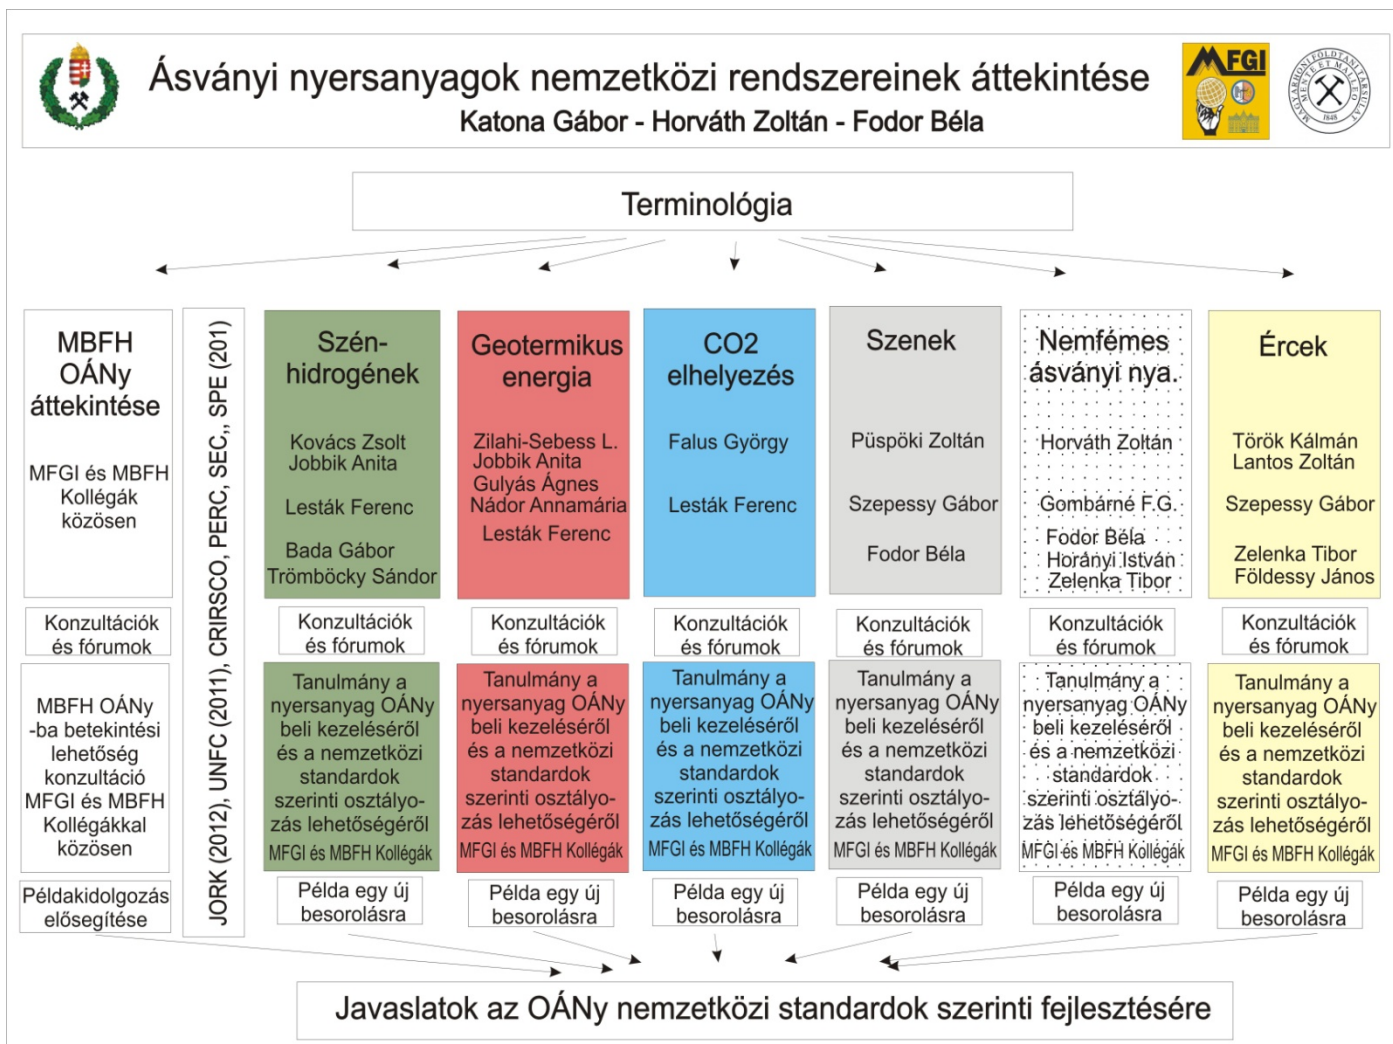 Ásványi nyersanyagok nemzetközi rendszereinek áttekintése
Katona Gábor - Horváth Zoltán - Fodor Béla
MFGI
MAGYARHONI FÖLDTANI TÁRSULAT
MENTE ET MALLEO
1848
Terminológia
MBFH
OÁNy
áttekintése
MFGI és MBFH
Kollégák
közösen
Konzultációk
és fórumok
MBFH OÁNy
-ba betekintési
lehetőség
konzultáció
MFGI és MBFH
Kollégákkal
közösen
Példakidolgozás
elősegítése
JORK (2012), UNFC (2011), CRIRSCO, PERC, SEC,, SPE (201)
Szén-
hidrogének
Kovács Zsolt
Jobbik Anita
Lesták Ferenc
Bada Gábor
Trömböcky Sándor
Konzultációk
és fórumok
Tanulmány a
nyersanyag OÁNy
beli kezeléséről
és a nemzetközi
standardok
szerinti osztályo-
zás lehetőségéről
MFGI és MBFH Kollégák
Példa egy új
besorolásra
Geotermikus
energia
Zilahi-Sebess L.
Jobbik Anita
Gulyás Ágnes
Nádor Annamária
Lesták Ferenc
Konzultációk
és fórumok
Tanulmány a
nyersanyag OÁNy
beli kezeléséről
és a nemzetközi
standardok
szerinti osztályo-
zás lehetőségéről
MFGI és MBFH Kollégák
Példa egy új
besorolásra
CO2
elhelyezés
Falus György
Lesták Ferenc
Konzultációk
és fórumok
Tanulmány a
nyersanyag OÁNy
beli kezeléséről
és a nemzetközi
standardok
szerinti osztályo-
zás lehetőségéről
MFGI és MBFH Kollégák
Példa egy új
besorolásra
Szenek
Püspöki Zoltán
Szepessy Gábor
Fodor Béla
Konzultációk
és fórumok
Tanulmány a
nyersanyag OÁNy
beli kezeléséről
és a nemzetközi
standardok
szerinti osztályo-
zás lehetőségéről
MFGI és MBFH Kollégák
Példa egy új
besorolásra
Nemfémes
ásványi nya.
Horváth Zoltán
Gombárné F.G.
Fodor Béla
Horányi István
Zelenka Tibor
Konzultációk
és fórumok
Tanulmány a
nyersanyag OÁNy
beli kezeléséről
és a nemzetközi
standardok
szerinti osztályo-
zás lehetőségéről
MFGI és MBFH Kollégák
Példa egy új
besorolásra
Ércek
Török Kálmán
Lantos Zoltán
Szepessy Gábor
Zelenka Tibor
Földessy János
Konzultációk
és fórumok
Tanulmány a
nyersanyag OÁNy
beli kezeléséről
és a nemzetközi
standardok
szerinti osztályo-
zás lehetőségéről
MFGI és MBFH Kollégák
Példa egy új
besorolásra
Javaslatok az OÁNy nemzetközi standardok szerinti fejlesztésére